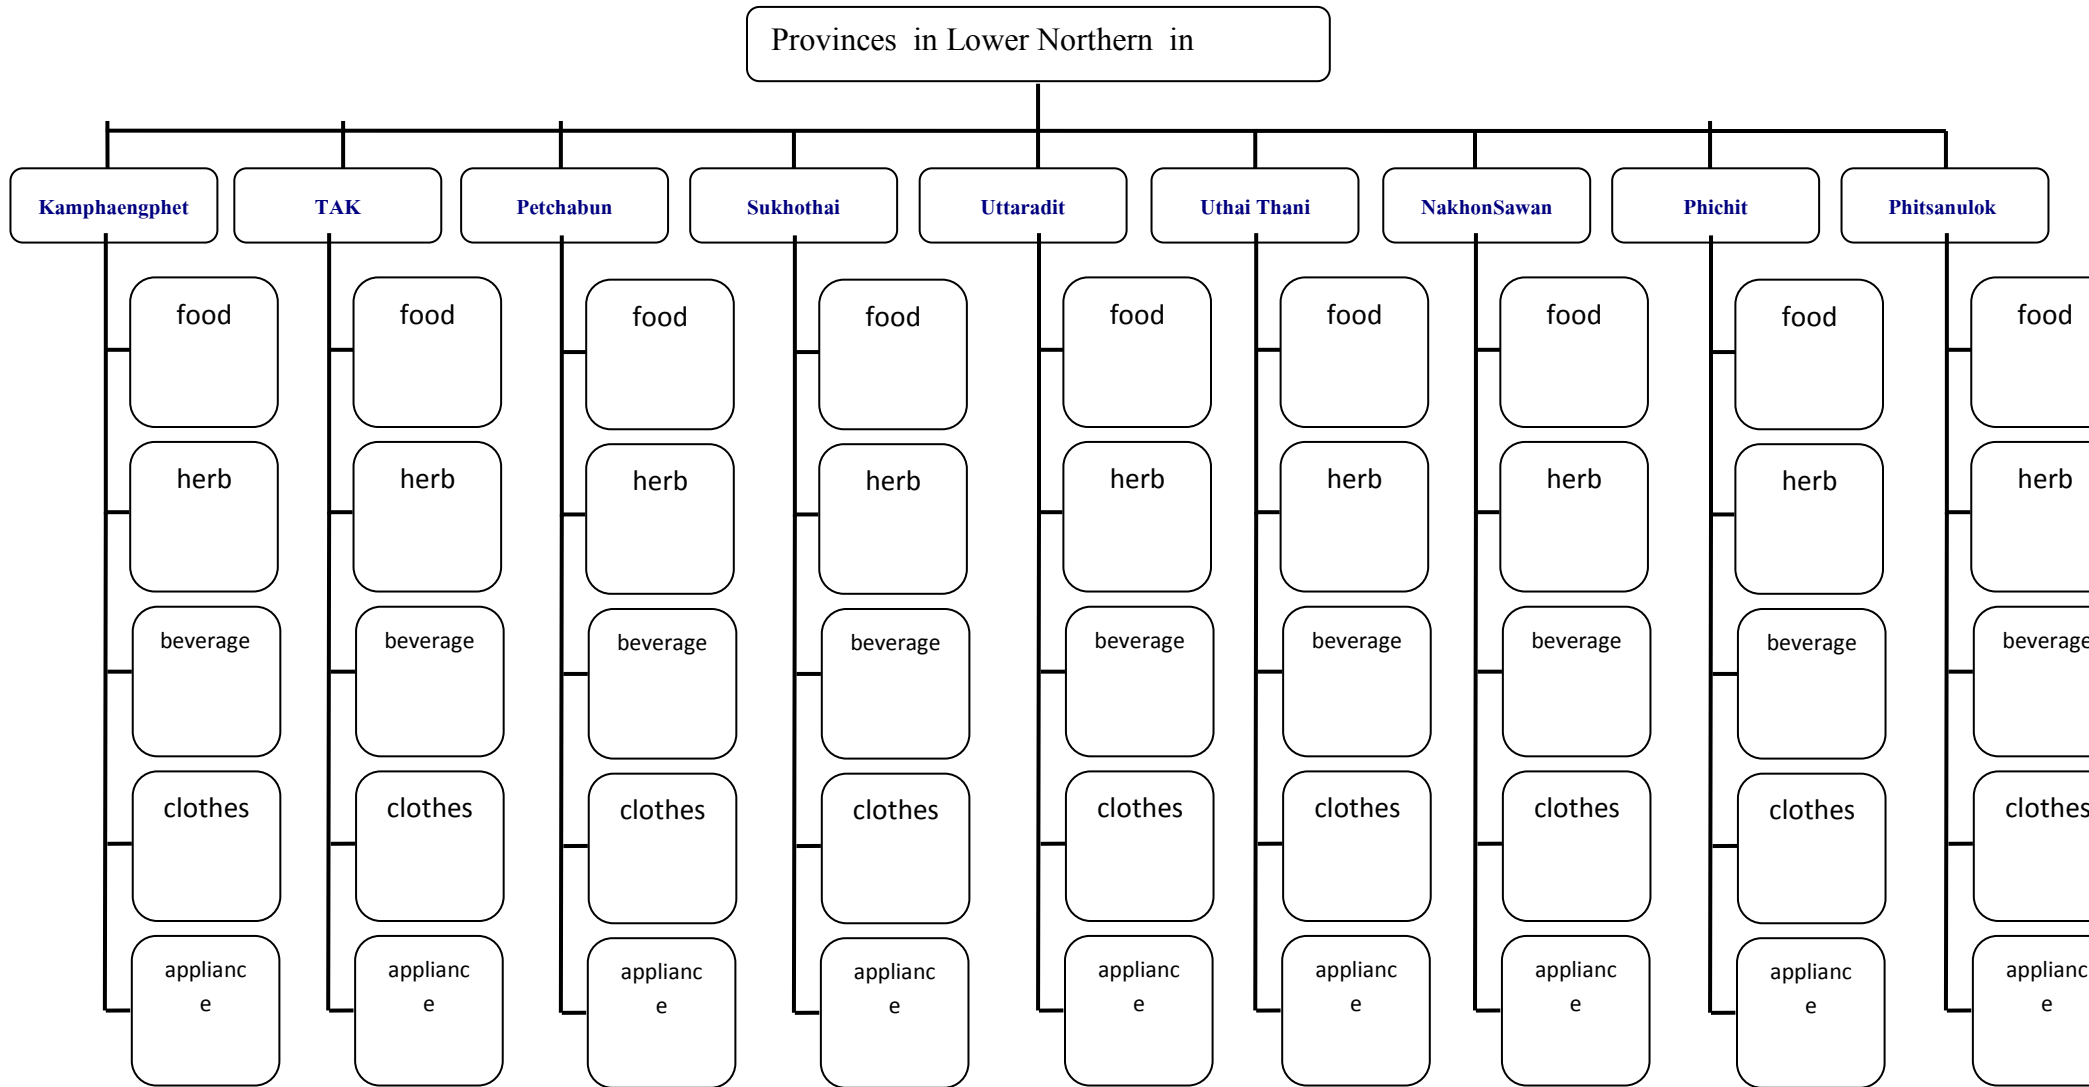 Provinces in Lower Northern in
Kamphaengphet TAK Petchabun Sukhothai Uttaradit Uthai Thani NakhonSawan Phichit Phitsanulok
food food food food food food food food food
herb herb herb herb herb herb herb herb herb
beverage beverage beverage beverage beverage beverage beverage beverage beverage
clothes clothes clothes clothes clothes clothes clothes clothes clothes
applianc applianc applianc applianc applianc applianc applianc applianc applianc
e e e e e e e e e